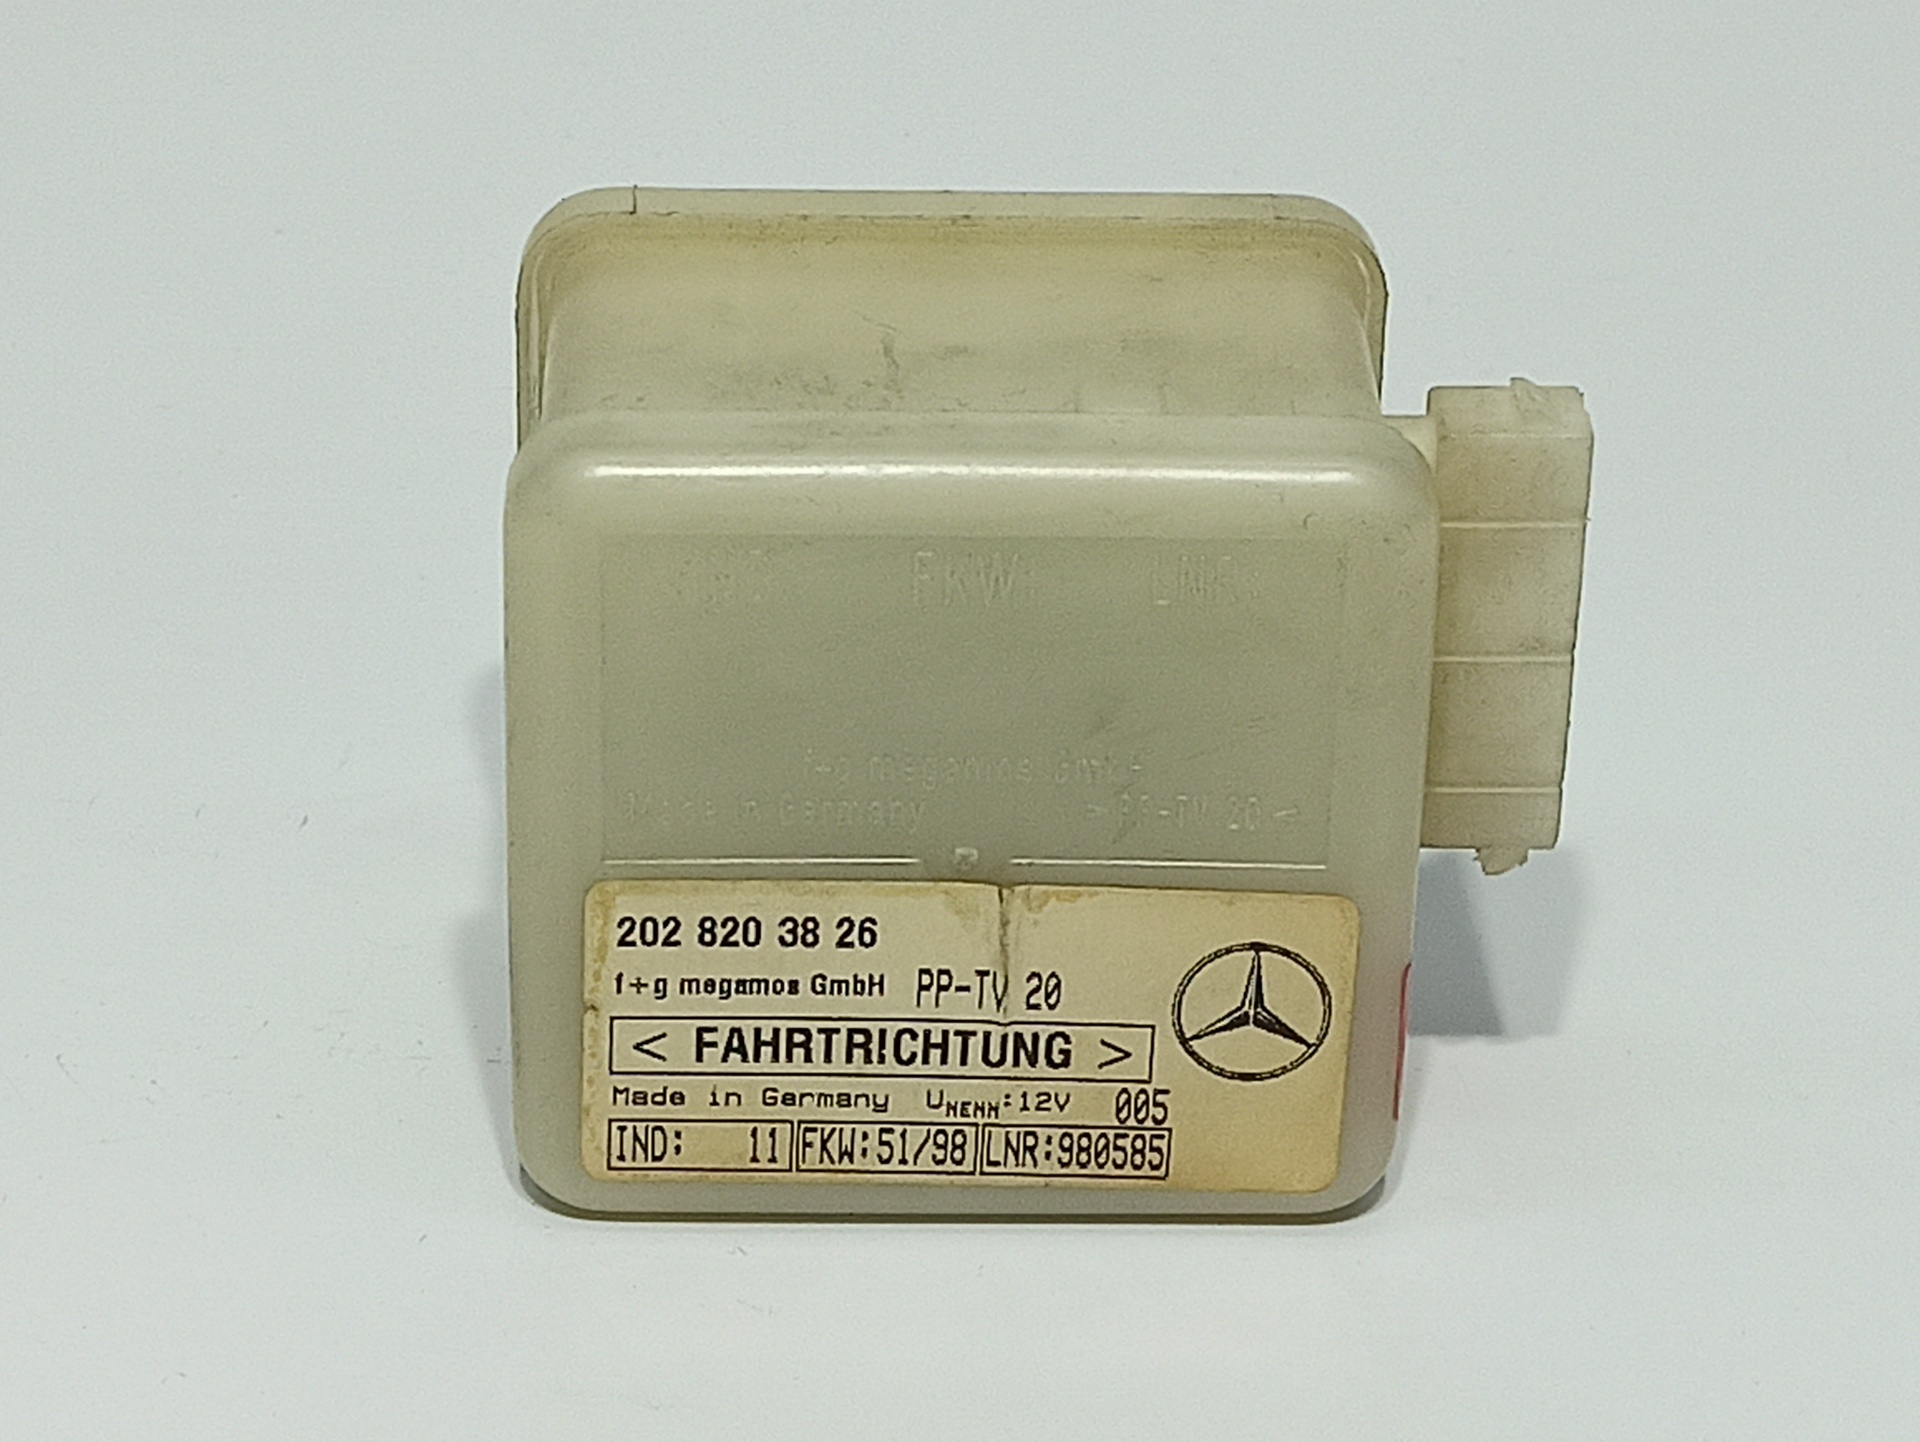 FKW: LNR:
f+g megamos GmbH
Made in Germany >PP-TV 20<
202 820 38 26
f+g megamos GmbH PP-TV 20
< FAHRTRICHTUNG >
Made in Germany UNENN:12V 005
IND: 11 FKW:51/98 LNR:980585